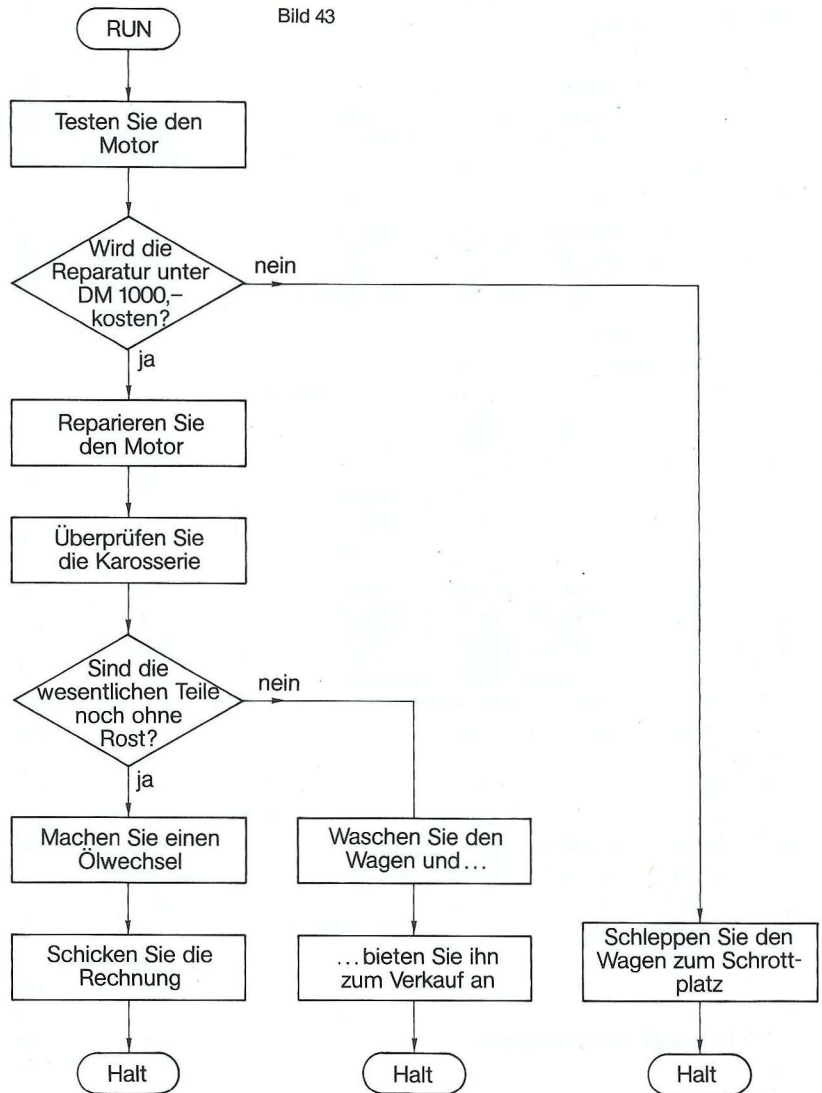 Bild 43
RUN
Testen Sie den
Motor
Wird die
Reparatur unter
DM 1000,–
kosten?
nein
ja
Reparieren Sie
den Motor
Überprüfen Sie
die Karosserie
Sind die
wesentlichen Teile
noch ohne
Rost?
nein
ja
Machen Sie einen
Ölwechsel
Schicken Sie die
Rechnung
Halt
Waschen Sie den
Wagen und...
...bieten Sie ihn
zum Verkauf an
Halt
Schleppen Sie den
Wagen zum Schrott-
platz
Halt